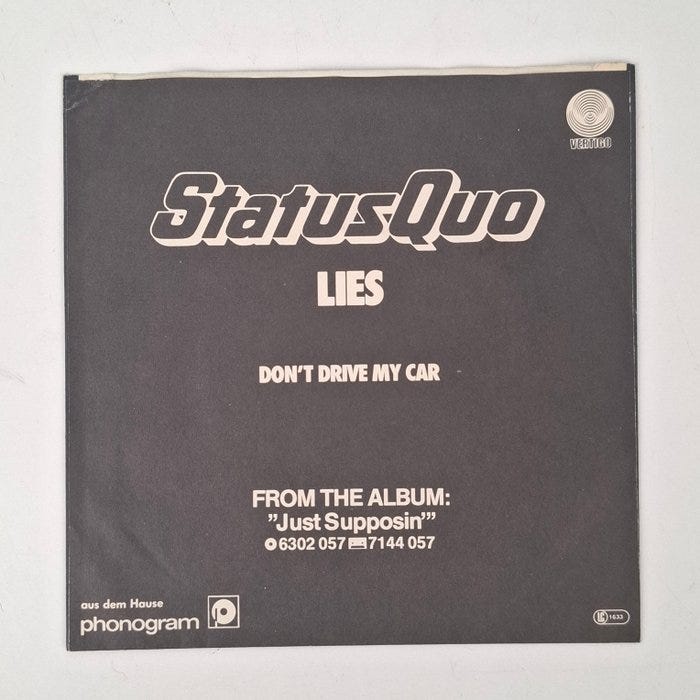 VERTIGO
StatusQuo
LIES
DON'T DRIVE MY CAR
FROM THE ALBUM:
"Just Supposin'"
6302 057 7144 057
aus dem Hause
phonogram
LC 1633